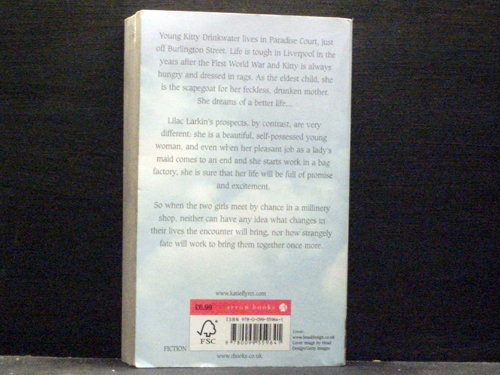 Young Kitty Drinkwater lives in Paradise Court, just
off Burlington Street. Life is tough in Liverpool in the
years after the First World War and Kitty is always
hungry and dressed in rags. As the eldest child, she
is the scapegoat for her feckless, drunken mother.
She dreams of a better life...
Lilac Larkin's prospects, by contrast, are very
different: she is a beautiful, self-possessed young
woman, and even when her pleasant job as a lady's
maid comes to an end and she starts work in a bag
factory, she is sure that her life will be full of promise
and excitement.
So when the two girls meet by chance in a millinery
shop, neither can have any idea what changes in
their lives the encounter will bring, nor how strangely
fate will work to bring them together once more.
www.katieflynn.com
£6.99
arrow books
FSC
FICTION